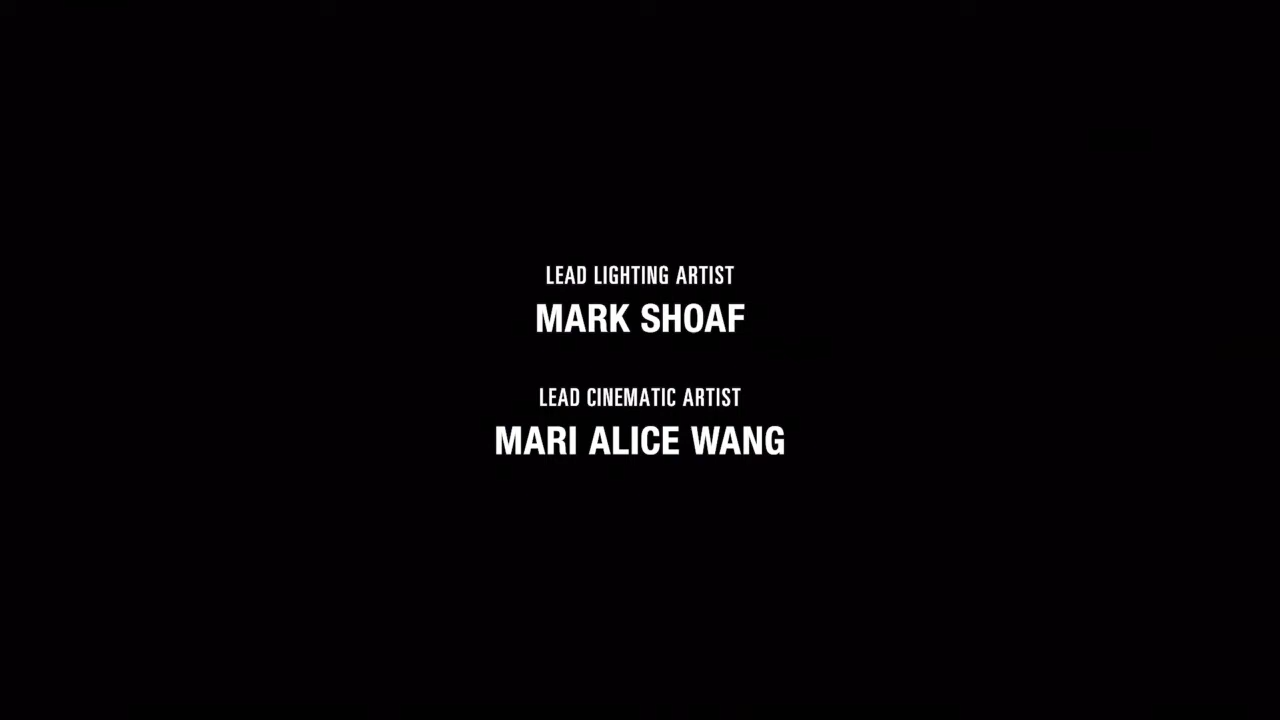 LEAD LIGHTING ARTIST
MARK SHOAF
LEAD CINEMATIC ARTIST
MARI ALICE WANG